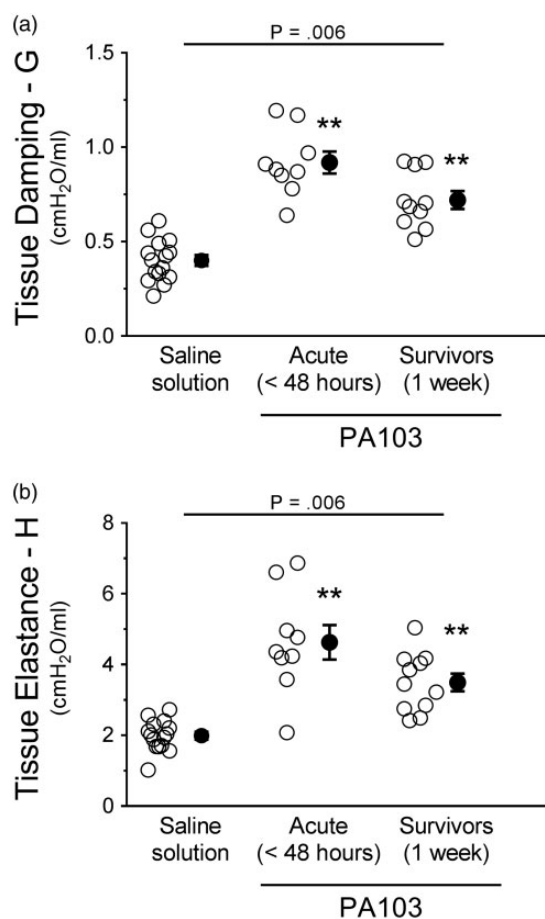 (a)
P = .006
Tissue Damping - G
(cmH₂O/ml)
1.5
1.0
0.5
0.0
**
**
Saline
solution
Acute
(< 48 hours)
Survivors
(1 week)
PA103
(b)
P = .006
Tissue Elastance - H
(cmH₂O/ml)
8
6
4
2
0
**
**
Saline
solution
Acute
(< 48 hours)
Survivors
(1 week)
PA103